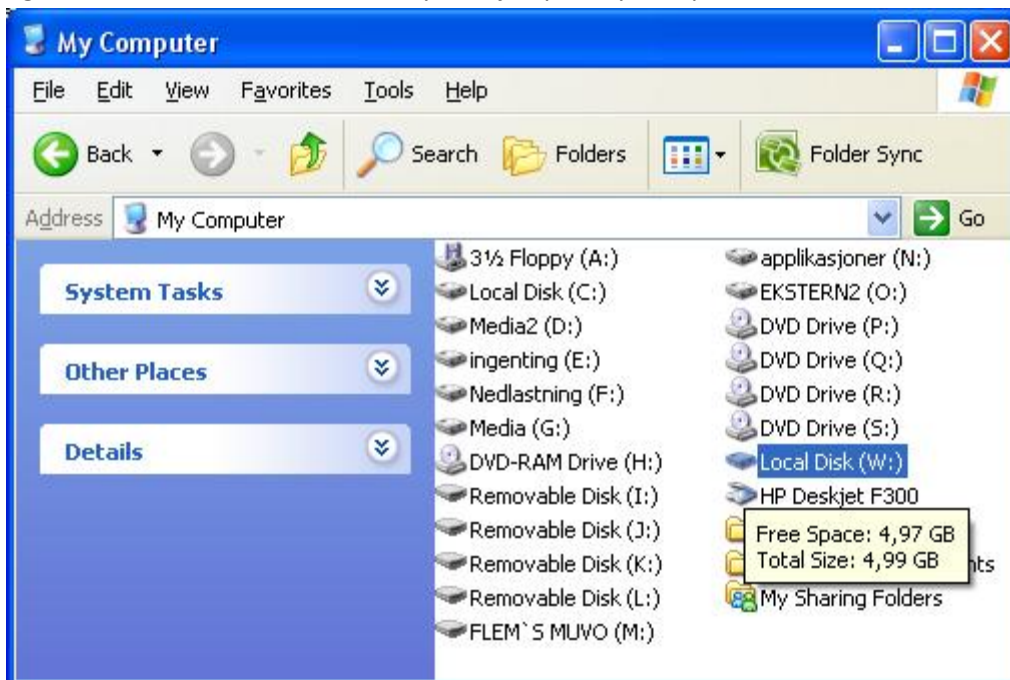 My Computer
File Edit View Favorites Tools Help
Back Search Folders Folder Sync
Address My Computer Go
System Tasks
Other Places
Details
3½ Floppy (A:)
Local Disk (C:)
Media2 (D:)
ingenting (E:)
Nedlastning (F:)
Media (G:)
DVD-RAM Drive (H:)
Removable Disk (I:)
Removable Disk (J:)
Removable Disk (K:)
Removable Disk (L:)
FLEM`S MUVO (M:)
applikasjoner (N:)
EKSTERN2 (O:)
DVD Drive (P:)
DVD Drive (Q:)
DVD Drive (R:)
DVD Drive (S:)
Local Disk (W:)
HP Deskjet F300
Free Space: 4,97 GB
Total Size: 4,99 GB
nts
My Sharing Folders